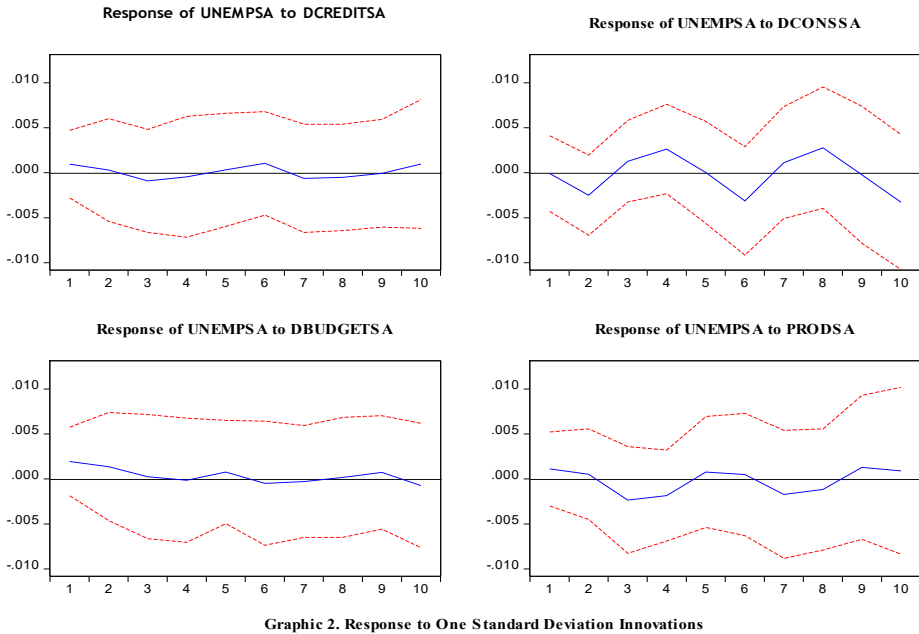 Response of UNEMPSA to DCREDITSA
.010
.005
.000
-.005
-.010
1 2 3 4 5 6 7 8 9 10
Response of UNEMPSA to DCONSSA
.010
.005
.000
-.005
-.010
1 2 3 4 5 6 7 8 9 10
Response of UNEMPSA to DBUDGETSA
.010
.005
.000
-.005
-.010
1 2 3 4 5 6 7 8 9 10
Response of UNEMPSA to PRODSA
.010
.005
.000
-.005
-.010
1 2 3 4 5 6 7 8 9 10
Graphic 2. Response to One Standard Deviation Innovations